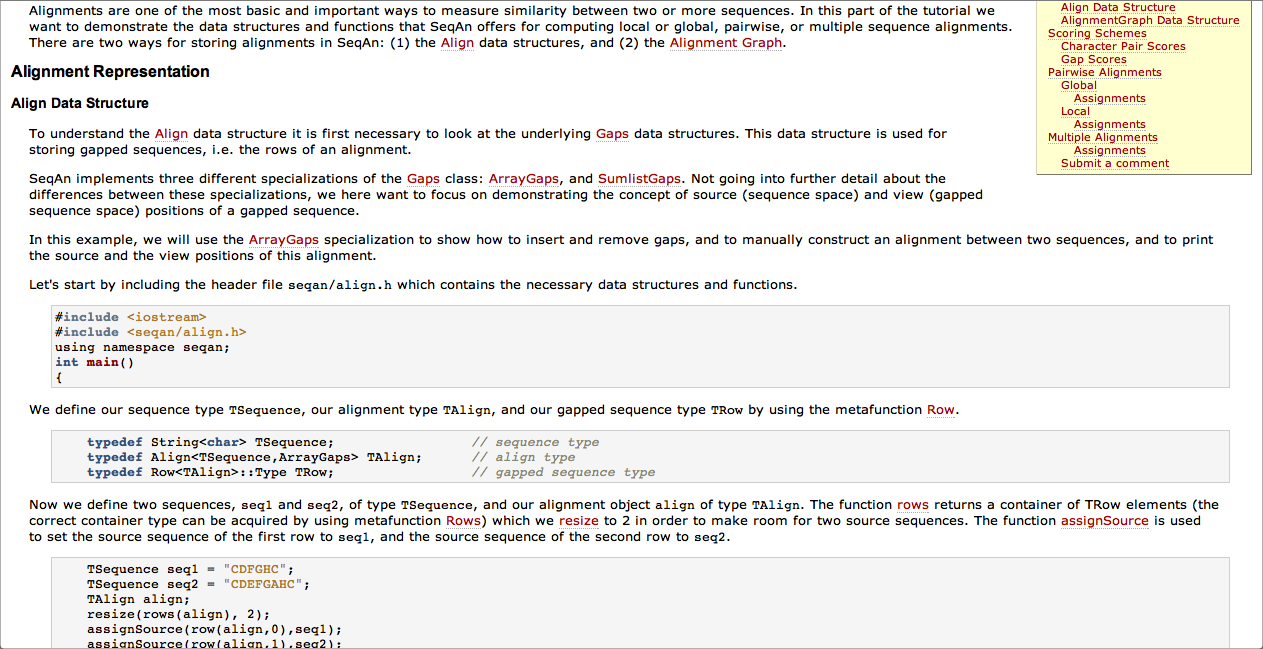 Alignments are one of the most basic and important ways to measure similarity between two or more sequences. In this part of the tutorial we
want to demonstrate the data structures and functions that SeqAn offers for computing local or global, pairwise, or multiple sequence alignments.
There are two ways for storing alignments in SeqAn: (1) the Align data structures, and (2) the Alignment Graph.
Align Data Structure
AlignmentGraph Data Structure
Scoring Schemes
Character Pair Scores
Gap Scores
Pairwise Alignments
Global
Assignments
Local
Assignments
Multiple Alignments
Assignments
Submit a comment
Alignment Representation
Align Data Structure
To understand the Align data structure it is first necessary to look at the underlying Gaps data structures. This data structure is used for
storing gapped sequences, i.e. the rows of an alignment.
SeqAn implements three different specializations of the Gaps class: ArrayGaps, and SumlistGaps. Not going into further detail about the
differences between these specializations, we here want to focus on demonstrating the concept of source (sequence space) and view (gapped
sequence space) positions of a gapped sequence.
In this example, we will use the ArrayGaps specialization to show how to insert and remove gaps, and to manually construct an alignment between two sequences, and to print
the source and the view positions of this alignment.
Let's start by including the header file seqan/align.h which contains the necessary data structures and functions.
#include <iostream>
#include <seqan/align.h>
using namespace seqan;
int main()
{
We define our sequence type TSequence, our alignment type TAlign, and our gapped sequence type TRow by using the metafunction Row.
typedef String<char> TSequence; // sequence type
typedef Align<TSequence,ArrayGaps> TAlign; // align type
typedef Row<TAlign>::Type TRow; // gapped sequence type
Now we define two sequences, seq1 and seq2, of type TSequence, and our alignment object align of type TAlign. The function rows returns a container of TRow elements (the
correct container type can be acquired by using metafunction Rows) which we resize to 2 in order to make room for two source sequences. The function assignSource is used
to set the source sequence of the first row to seq1, and the source sequence of the second row to seq2.
TSequence seq1 = "CDFGHC";
TSequence seq2 = "CDEFGAHC";
TAlign align;
resize(rows(align), 2);
assignSource(row(align,0),seq1);
assignSource(row(align,1),seq2);